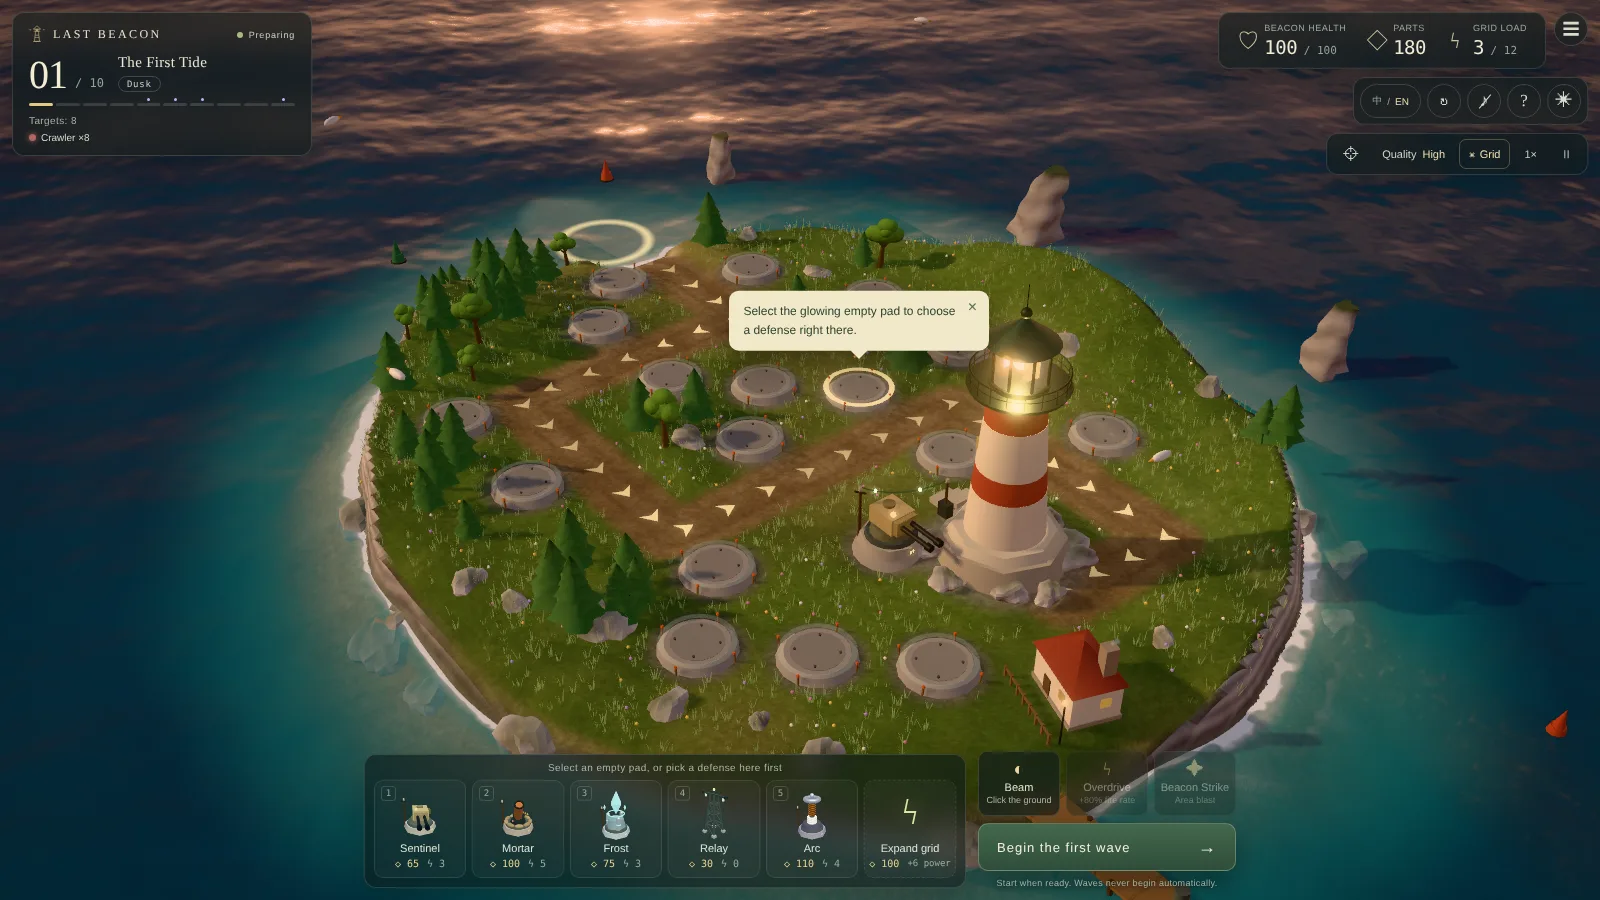 LAST BEACON
Preparing
01 / 10
The First Tide
Dusk
Targets: 8
Crawler ×8
BEACON HEALTH
100 / 100
PARTS
180
GRID LOAD
3 / 12
中 / EN
?
Quality High
Grid
1×
Select the glowing empty pad to choose
a defense right there.
Select an empty pad, or pick a defense here first
1
Sentinel
65 3
2
Mortar
100 5
3
Frost
75 3
4
Relay
30 0
5
Arc
110 4
Expand grid
100 +6 power
Beam
Click the ground
Overdrive
+80% fire rate
Beacon Strike
Area blast
Begin the first wave →
Start when ready. Waves never begin automatically.